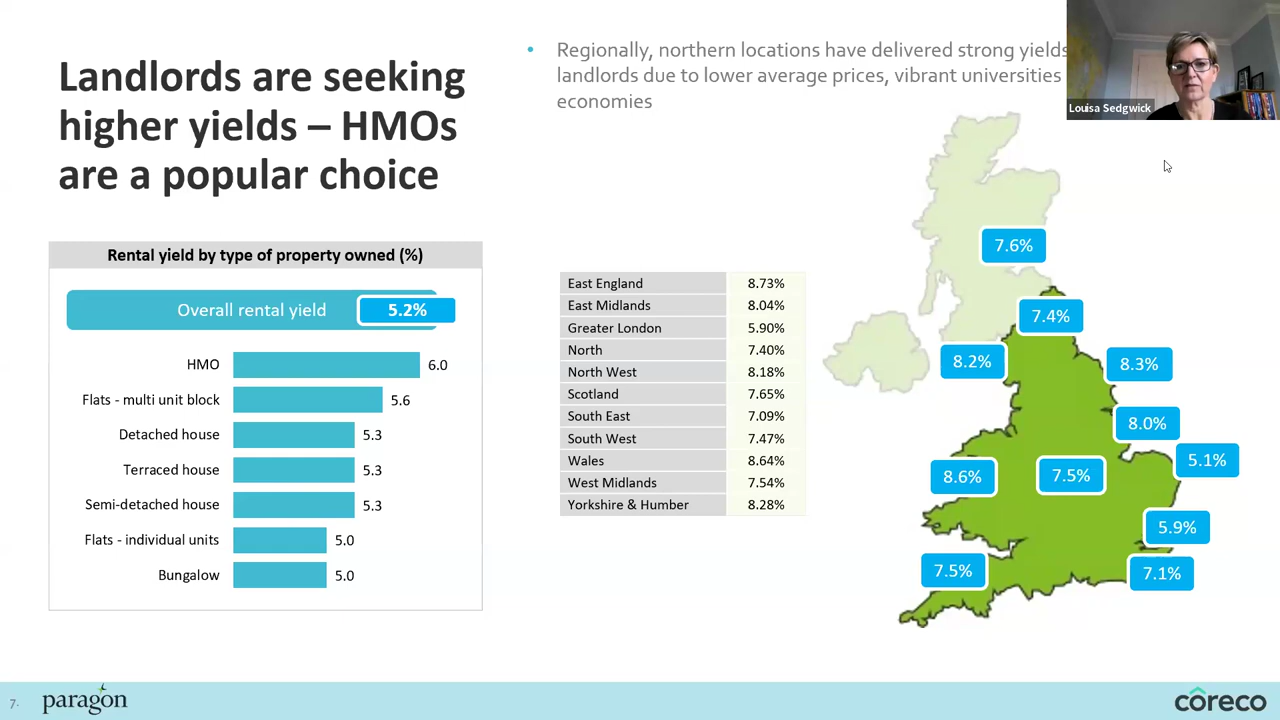 Landlords are seeking
higher yields – HMOs
are a popular choice
• Regionally, northern locations have delivered strong yields
landlords due to lower average prices, vibrant universities
economies
Louisa Sedgwick
Rental yield by type of property owned (%)
Overall rental yield 5.2%
HMO 6.0
Flats - multi unit block 5.6
Detached house 5.3
Terraced house 5.3
Semi-detached house 5.3
Flats - individual units 5.0
Bungalow 5.0
East England 8.73%
East Midlands 8.04%
Greater London 5.90%
North 7.40%
North West 8.18%
Scotland 7.65%
South East 7.09%
South West 7.47%
Wales 8.64%
West Midlands 7.54%
Yorkshire & Humber 8.28%
7.6%
7.4%
8.2%
8.3%
8.0%
5.1%
8.6%
7.5%
5.9%
7.5%
7.1%
7
paragon
coreco